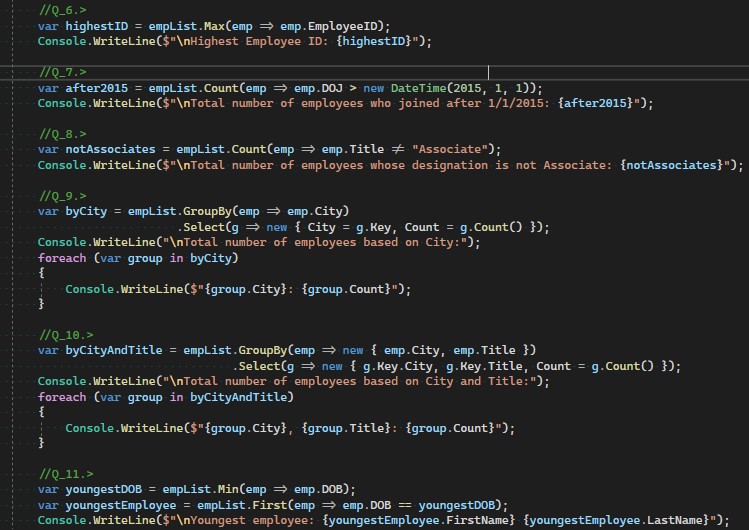 //Q_6.>
var highestID = empList.Max(emp => emp.EmployeeID);
Console.WriteLine($"\nHighest Employee ID: {highestID}");
//Q_7.>
var after2015 = empList.Count(emp => emp.DOJ > new DateTime(2015, 1, 1));
Console.WriteLine($"\nTotal number of employees who joined after 1/1/2015: {after2015}");
//Q_8.>
var notAssociates = empList.Count(emp => emp.Title != "Associate");
Console.WriteLine($"\nTotal number of employees whose designation is not Associate: {notAssociates}");
//Q_9.>
var byCity = empList.GroupBy(emp => emp.City)
.Select(g => new { City = g.Key, Count = g.Count() });
Console.WriteLine("\nTotal number of employees based on City:");
foreach (var group in byCity)
{
Console.WriteLine($"{group.City}: {group.Count}");
}
//Q_10.>
var byCityAndTitle = empList.GroupBy(emp => new { emp.City, emp.Title })
.Select(g => new { g.Key.City, g.Key.Title, Count = g.Count() });
Console.WriteLine("\nTotal number of employees based on City and Title:");
foreach (var group in byCityAndTitle)
{
Console.WriteLine($"{group.City}, {group.Title}: {group.Count}");
}
//Q_11.>
var youngestDOB = empList.Min(emp => emp.DOB);
var youngestEmployee = empList.First(emp => emp.DOB == youngestDOB);
Console.WriteLine($"\nYoungest employee: {youngestEmployee.FirstName} {youngestEmployee.LastName}");